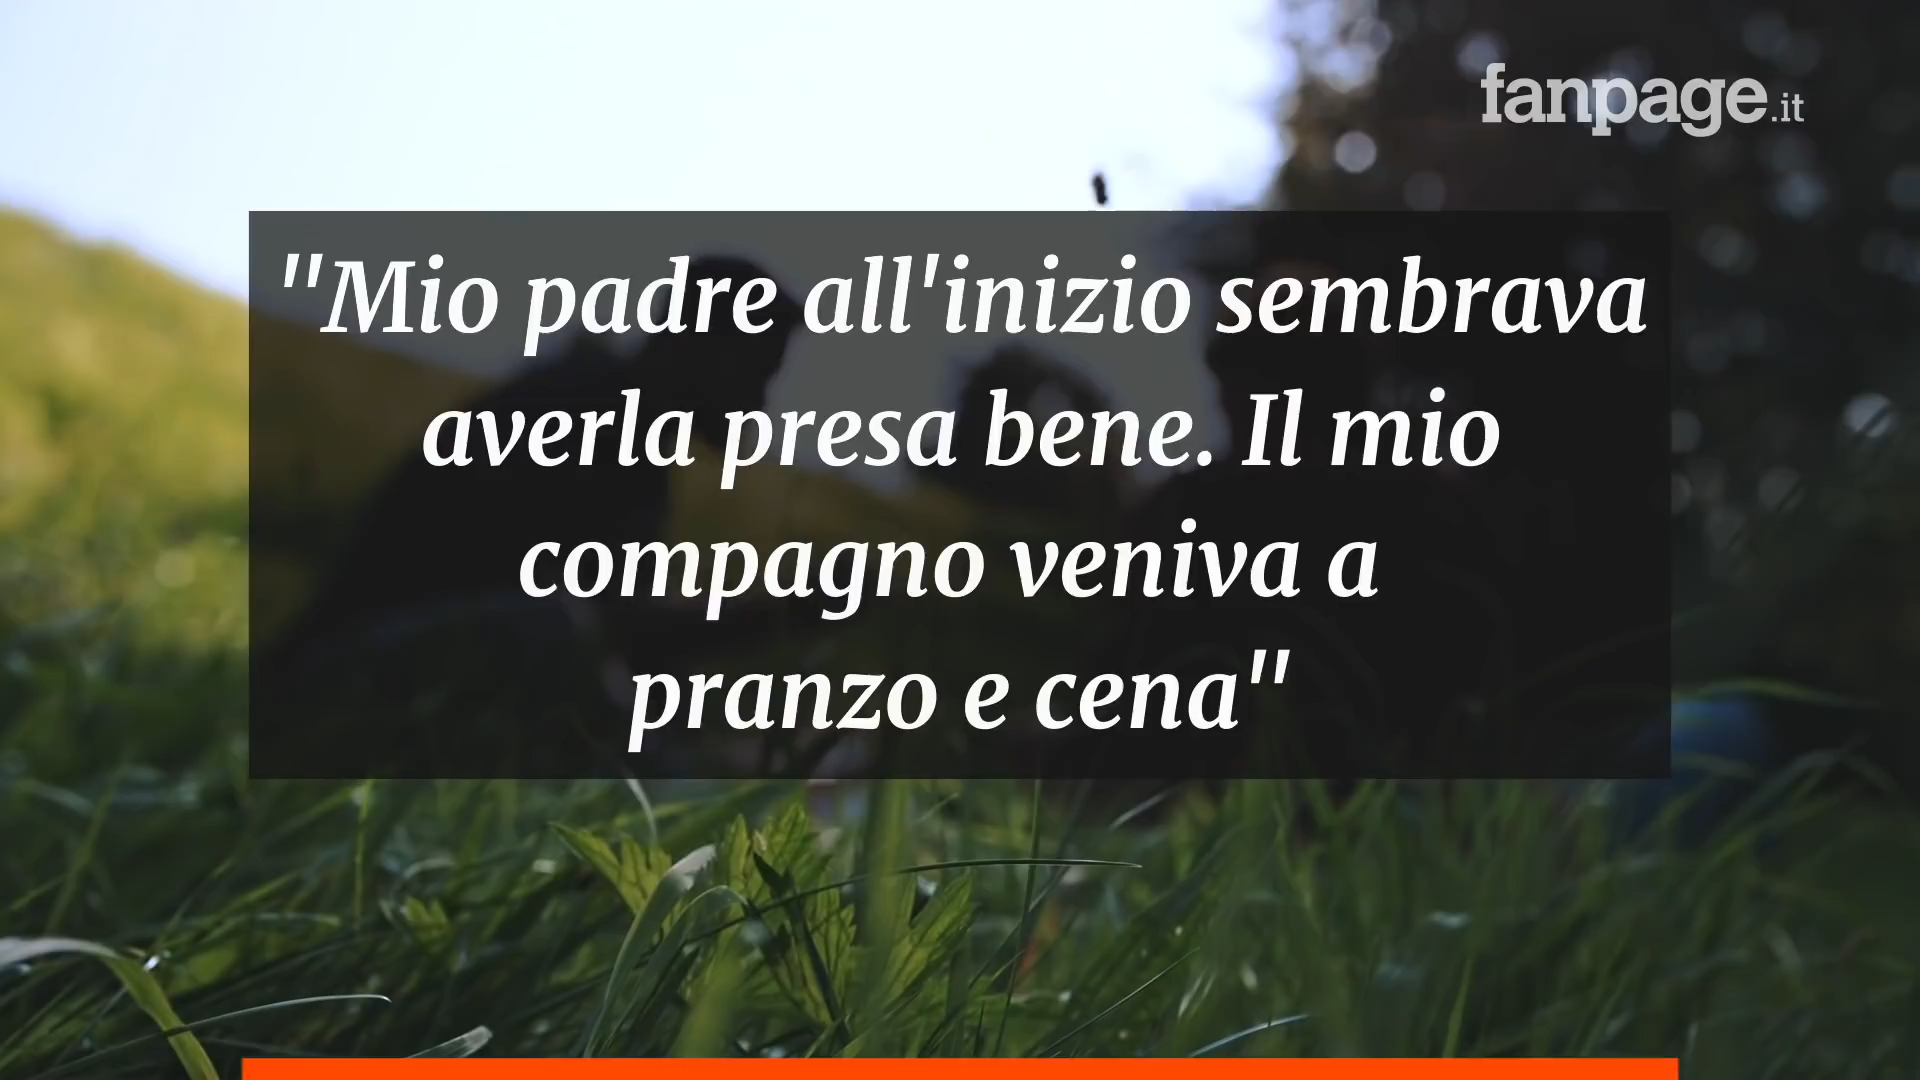 fanpage.it
"Mio padre all'inizio sembrava
averla presa bene. Il mio
compagno veniva a
pranzo e cena"